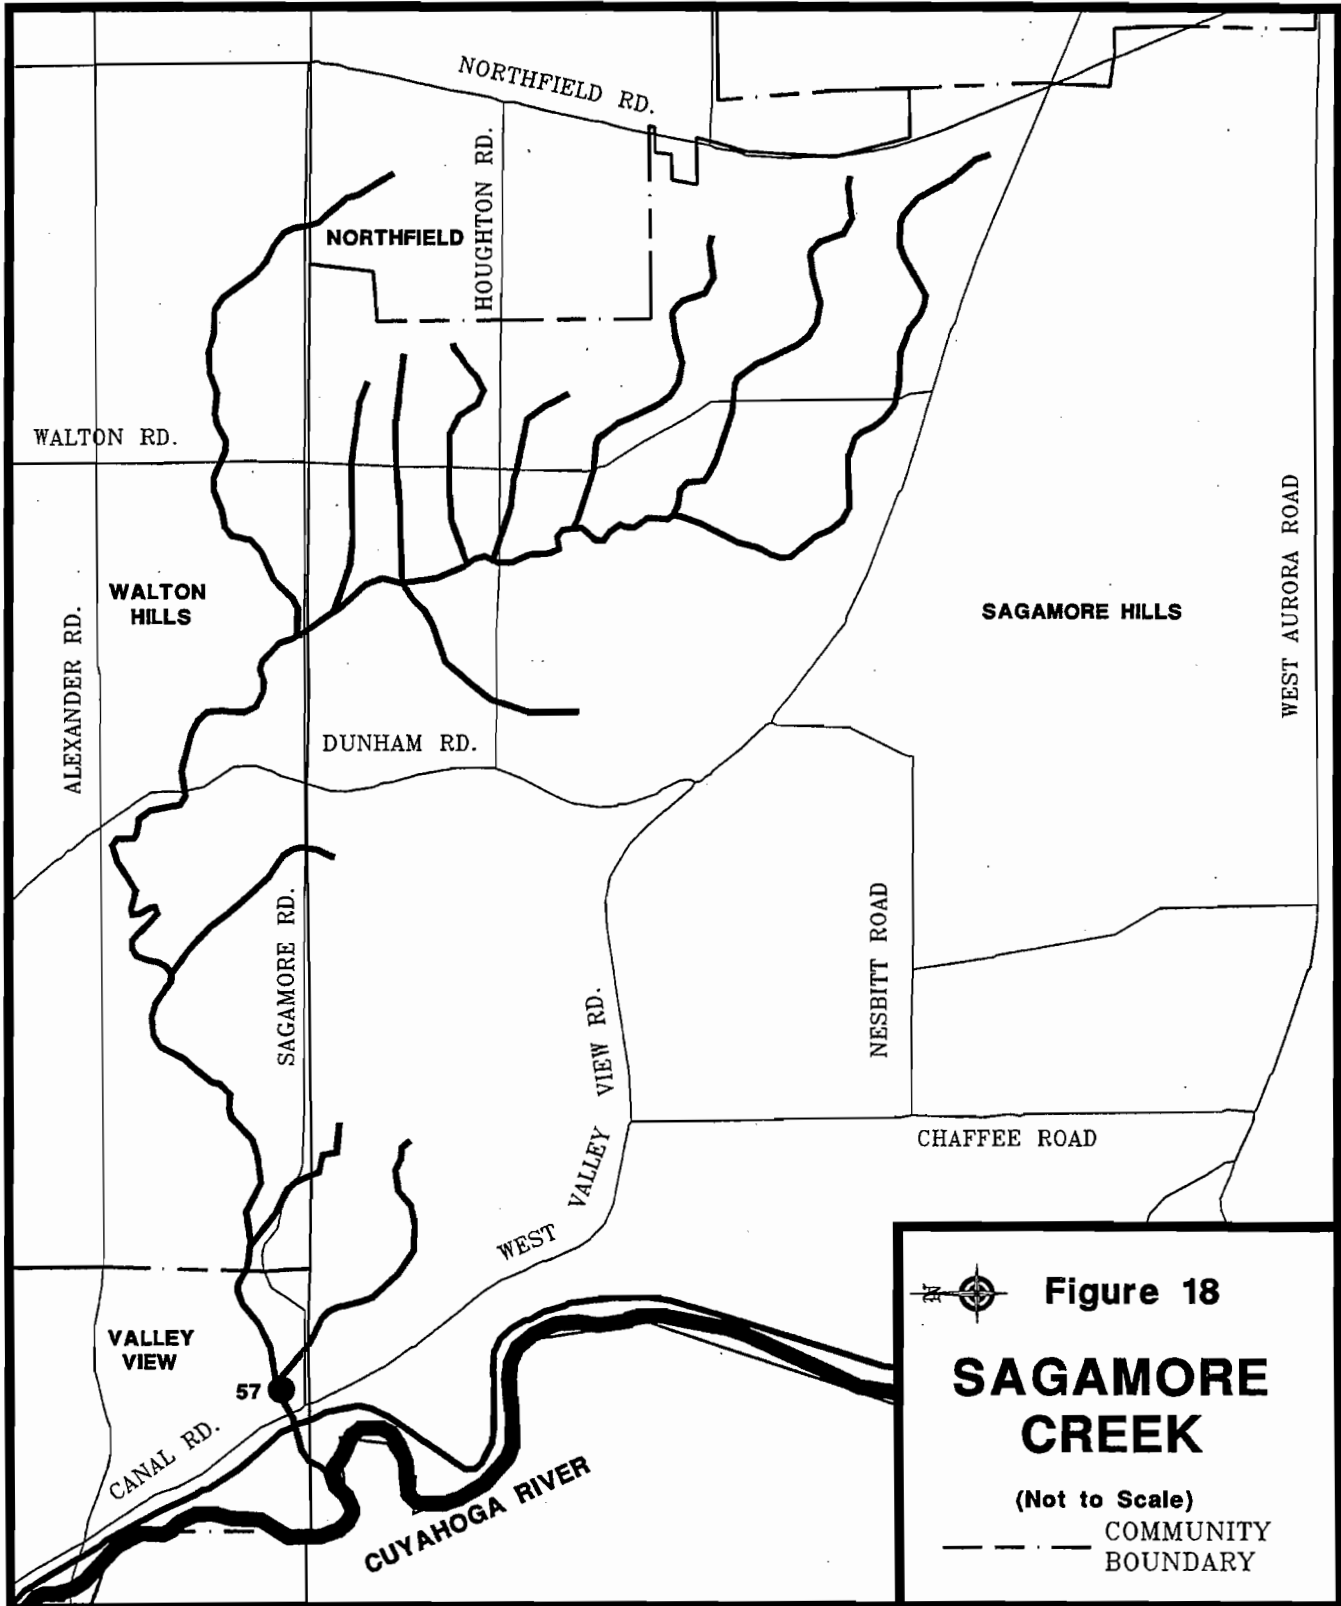 NORTHFIELD RD.
HOUGHTON RD.
NORTHFIELD
WALTON RD.
WALTON
HILLS
ALEXANDER RD.
SAGAMORE HILLS
WEST AURORA ROAD
DUNHAM RD.
SAGAMORE RD.
NESBITT ROAD
WEST VALLEY VIEW RD.
CHAFFEE ROAD
VALLEY
VIEW
57
CANAL RD.
CUYAHOGA RIVER
N
Figure 18
SAGAMORE
CREEK
(Not to Scale)
COMMUNITY
BOUNDARY